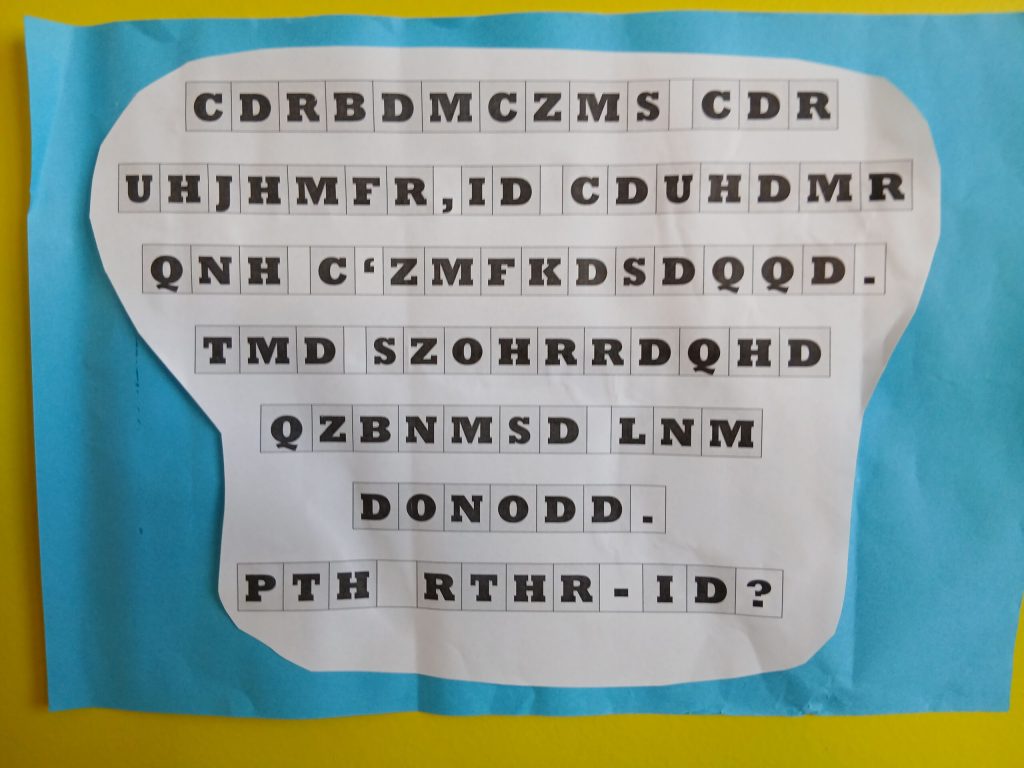 CDRBDMCZMS CDR
UHJHMFR,ID CDUHDMR
QNH C‘ZMFKDSDQQD.
TMD SZOHRRDQHD
QZBNMSD LNM
DONODD.
PTH RTHR-ID?